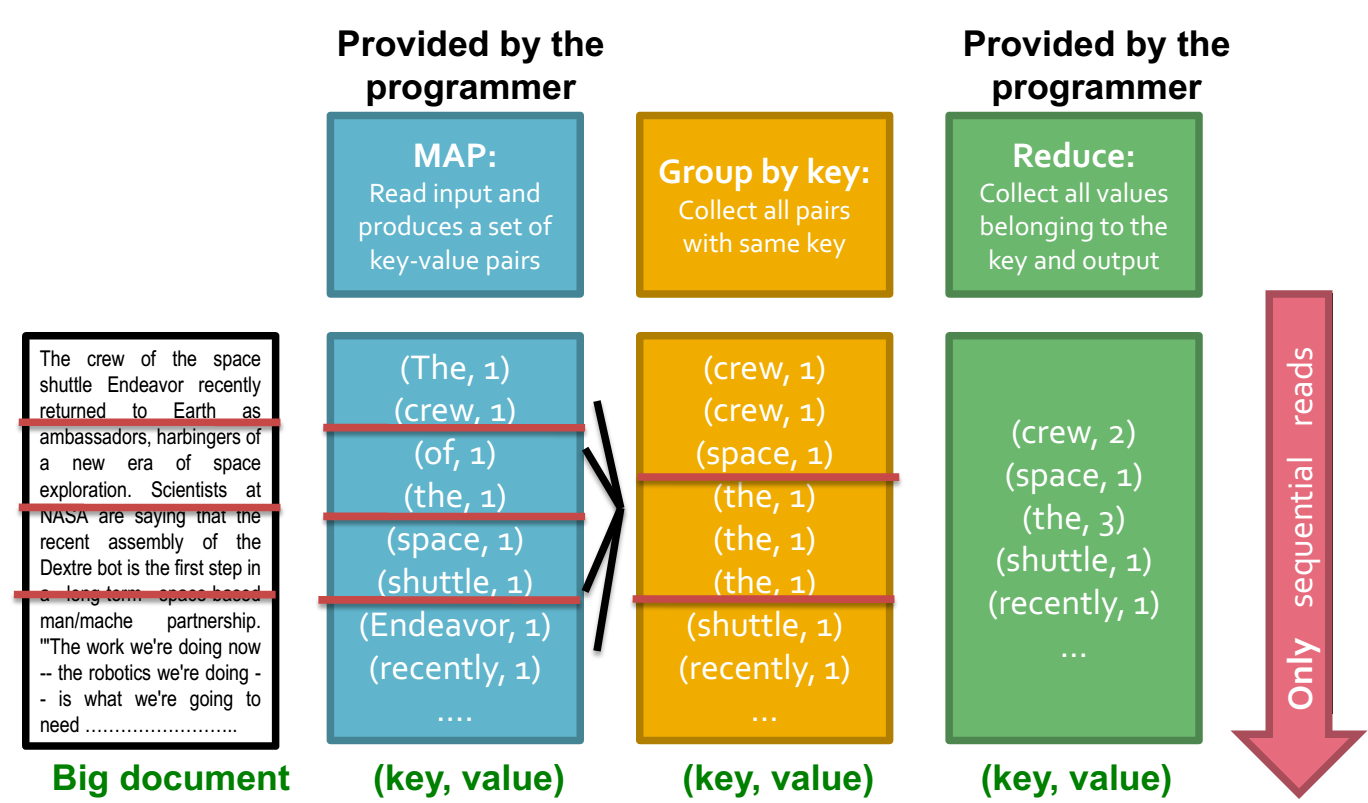 Provided by the
programmer
Provided by the
programmer
MAP:
Read input and
produces a set of
key-value pairs
Group by key:
Collect all pairs
with same key
Reduce:
Collect all values
belonging to the
key and output
The crew of the space
shuttle Endeavor recently
returned to Earth as
ambassadors, harbingers of
a new era of space
exploration. Scientists at
NASA are saying that the
recent assembly of the
Dextre bot is the first step in
a long-term space-based
man/mache partnership.
'"The work we're doing now
-- the robotics we're doing -
- is what we're going to
need ……………………..
Big document
(The, 1)
(crew, 1)
(of, 1)
(the, 1)
(space, 1)
(shuttle, 1)
(Endeavor, 1)
(recently, 1)
....
(key, value)
(crew, 1)
(crew, 1)
(space, 1)
(the, 1)
(the, 1)
(the, 1)
(shuttle, 1)
(recently, 1)
...
(key, value)
(crew, 2)
(space, 1)
(the, 3)
(shuttle, 1)
(recently, 1)
...
(key, value)
Only sequential reads